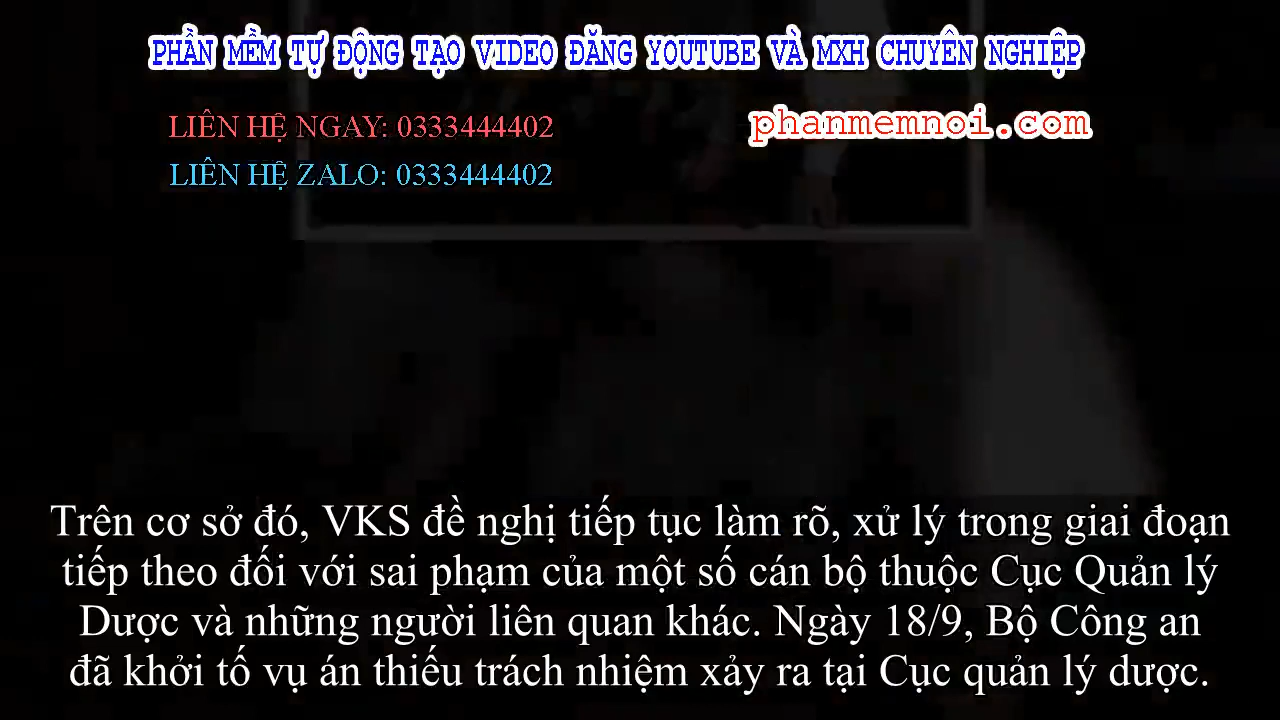 PHẦN MỀM TỰ ĐỘNG TẠO VIDEO ĐĂNG YOUTUBE VÀ MXH CHUYÊN NGHIỆP
LIÊN HỆ NGAY: 0333444402
phanmemnoi.com
LIÊN HỆ ZALO: 0333444402
Trên cơ sở đó, VKS đề nghị tiếp tục làm rõ, xử lý trong giai đoạn
tiếp theo đối với sai phạm của một số cán bộ thuộc Cục Quản lý
Dược và những người liên quan khác. Ngày 18/9, Bộ Công an
đã khởi tố vụ án thiếu trách nhiệm xảy ra tại Cục quản lý dược.